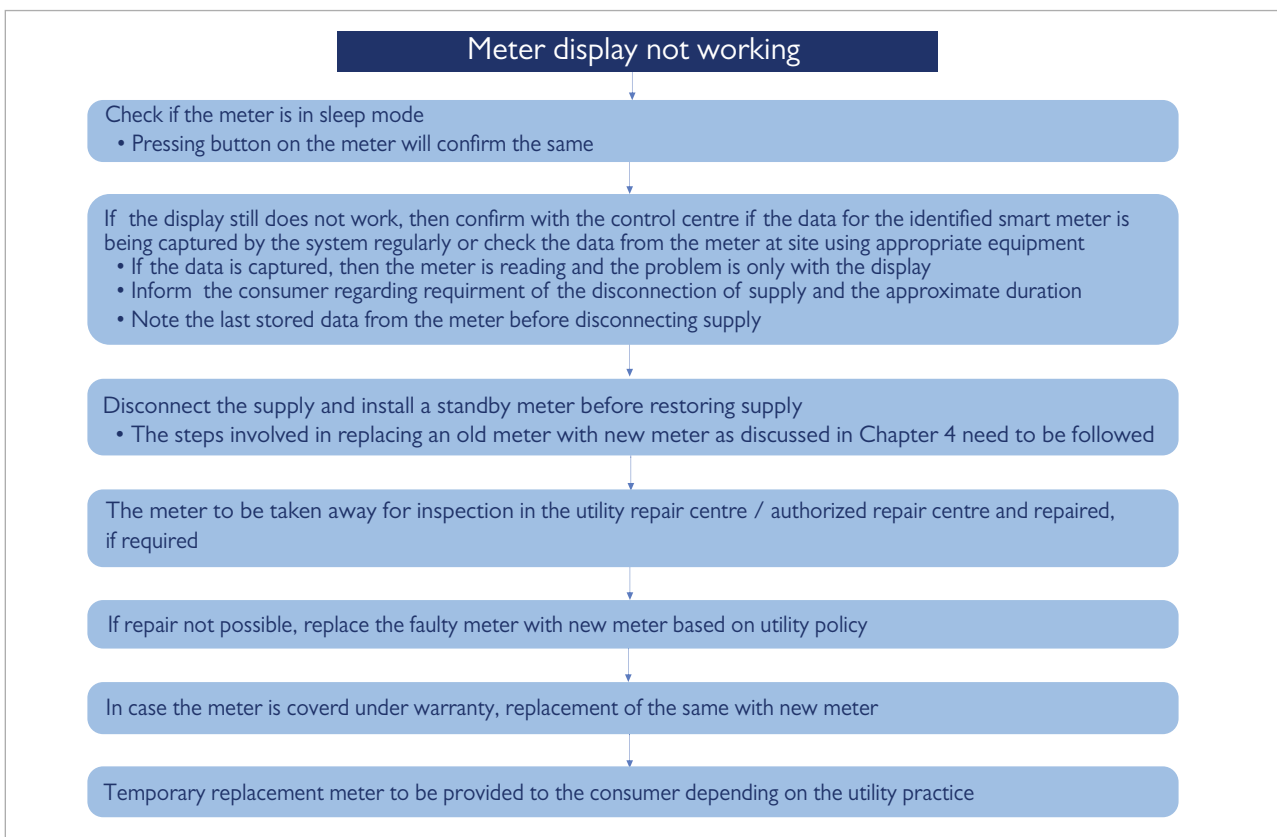 Meter display not working
Check if the meter is in sleep mode
• Pressing button on the meter will confirm the same
If the display still does not work, then confirm with the control centre if the data for the identified smart meter is
being captured by the system regularly or check the data from the meter at site using appropriate equipment
• If the data is captured, then the meter is reading and the problem is only with the display
• Inform the consumer regarding requirment of the disconnection of supply and the approximate duration
• Note the last stored data from the meter before disconnecting supply
Disconnect the supply and install a standby meter before restoring supply
• The steps involved in replacing an old meter with new meter as discussed in Chapter 4 need to be followed
The meter to be taken away for inspection in the utility repair centre / authorized repair centre and repaired,
if required
If repair not possible, replace the faulty meter with new meter based on utility policy
In case the meter is coverd under warranty, replacement of the same with new meter
Temporary replacement meter to be provided to the consumer depending on the utility practice